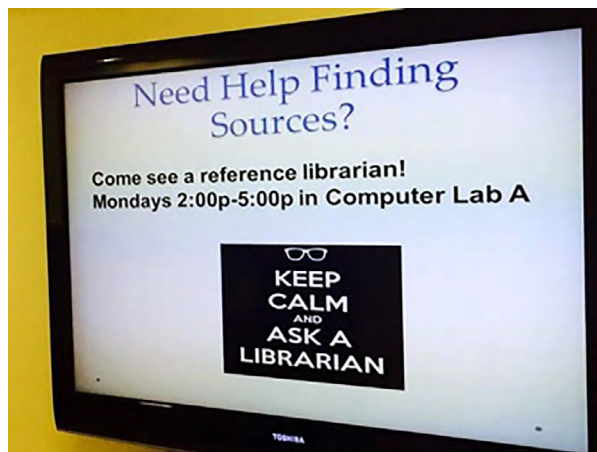 Need Help Finding
Sources?
Come see a reference librarian!
Mondays 2:00p-5:00p in Computer Lab A
KEEP
CALM
AND
ASK A
LIBRARIAN
TOSHIBA